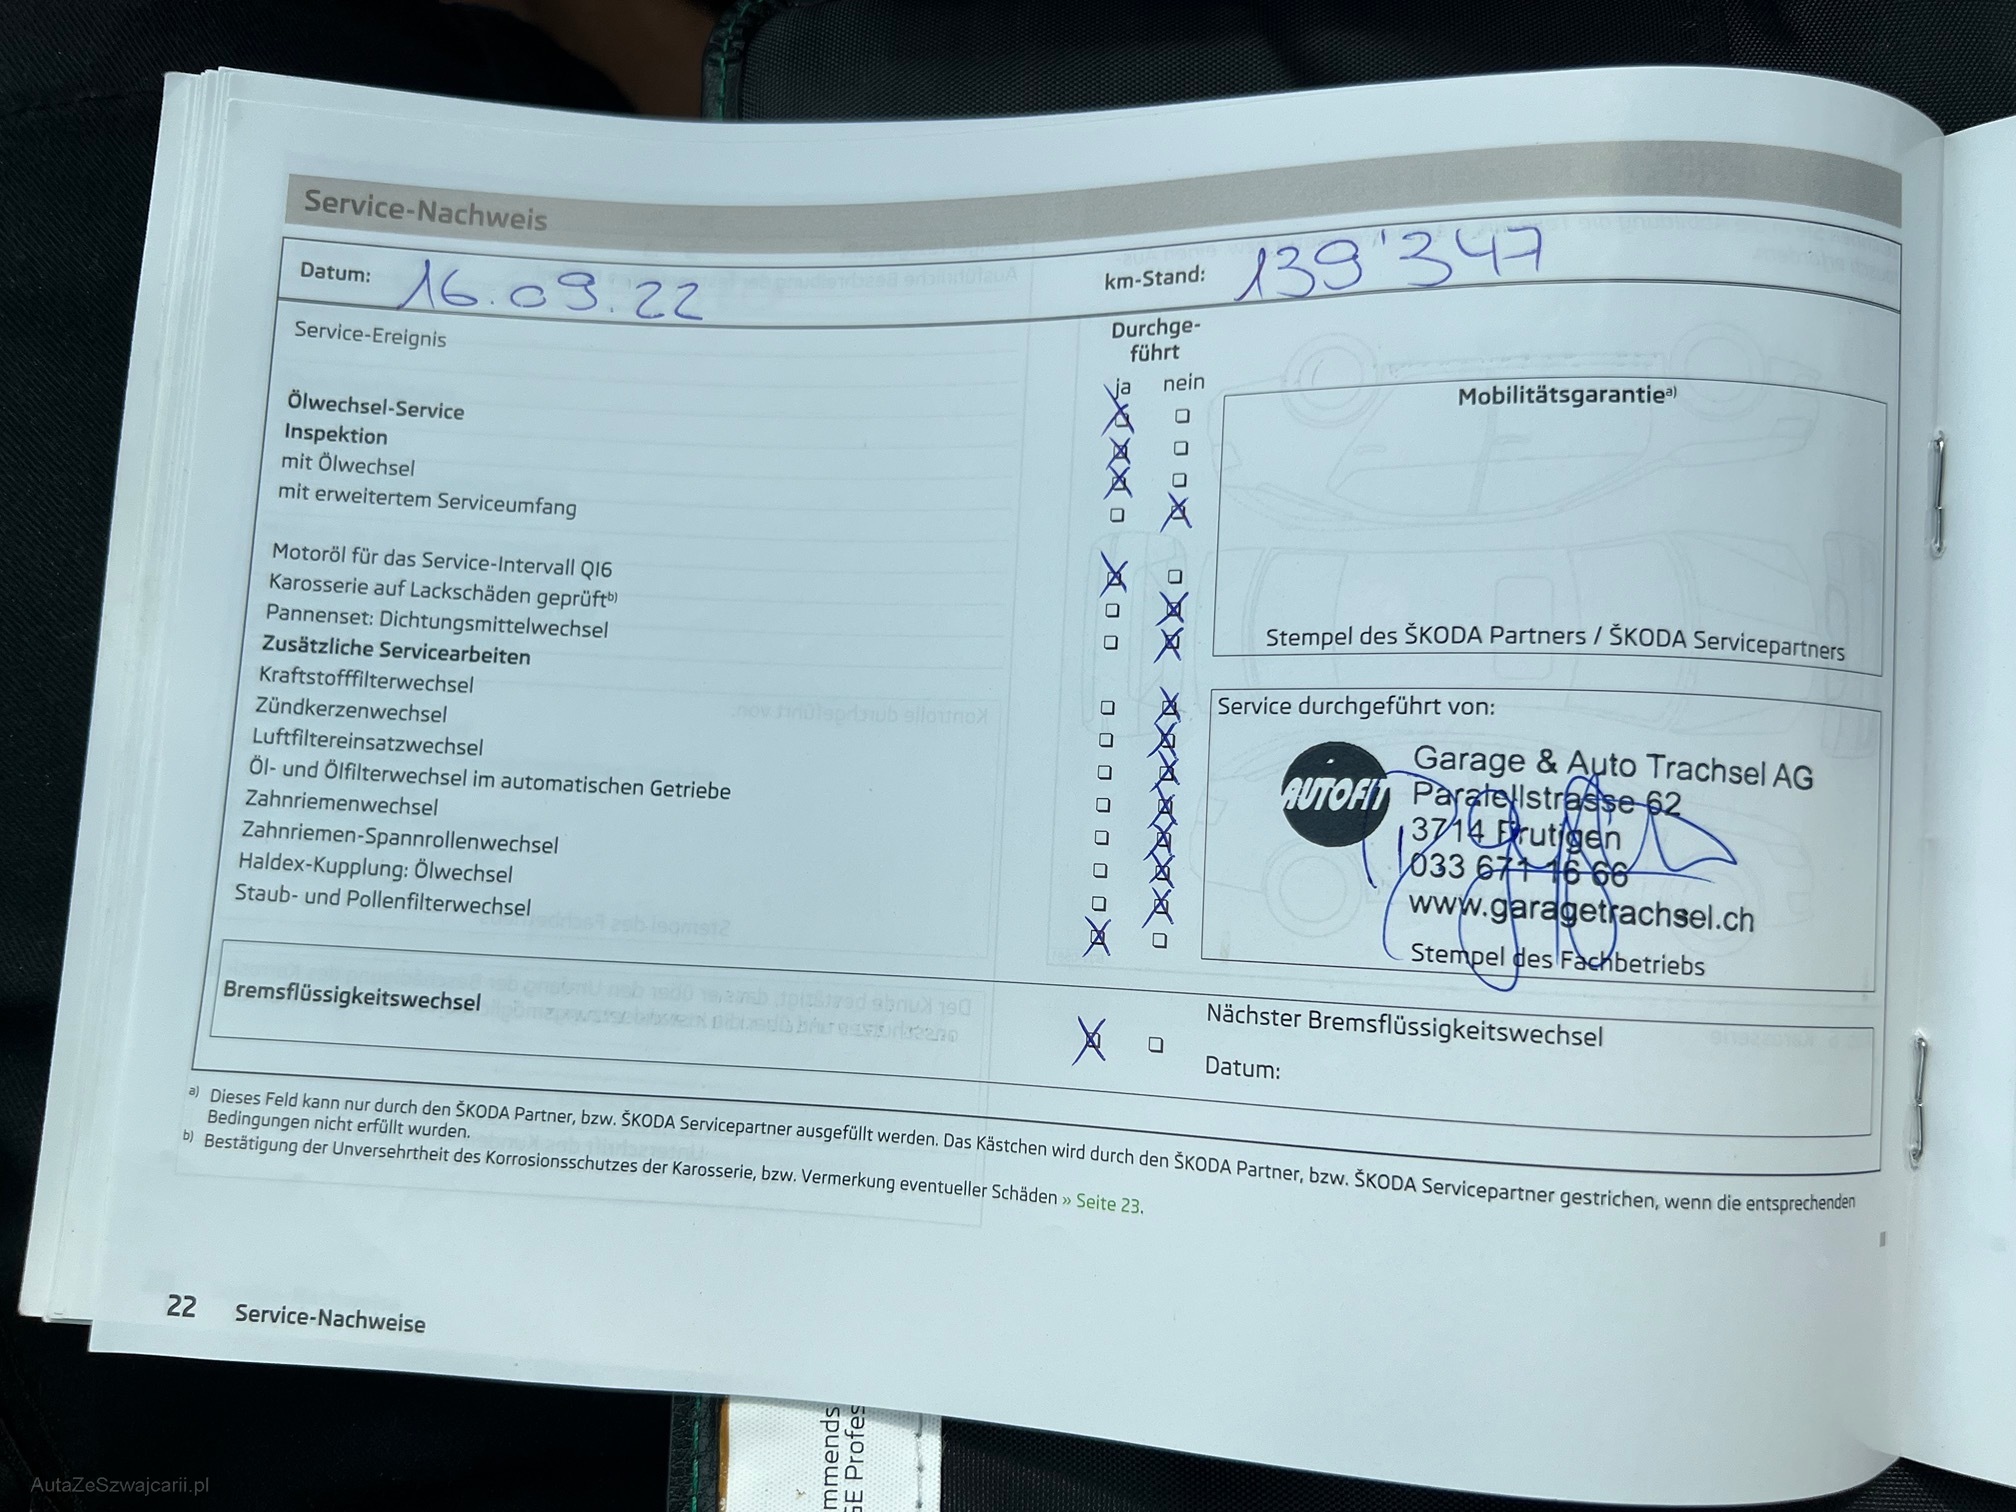 Service-Nachweis
Datum: 16.09.22 km-Stand: 139'347
Service-Ereignis
Durchge-
führt
ja nein
Ölwechsel-Service
Inspektion
mit Ölwechsel
mit erweitertem Serviceumfang
Motoröl für das Service-Intervall QI6
Karosserie auf Lackschäden geprüft b)
Pannenset: Dichtungsmittelwechsel
Zusätzliche Servicearbeiten
Kraftstofffilterwechsel
Zündkerzenwechsel
Luftfiltereinsatzwechsel
Öl- und Ölfilterwechsel im automatischen Getriebe
Zahnriemenwechsel
Zahnriemen-Spannrollenwechsel
Haldex-Kupplung: Ölwechsel
Staub- und Pollenfilterwechsel
Mobilitätsgarantie a)
Stempel des ŠKODA Partners / ŠKODA Servicepartners
Service durchgeführt von:
AUTOFIT
Garage & Auto Trachsel AG
Paralellstrasse 62
3714 Frutigen
033 671 16 66
www.garagetrachsel.ch
Stempel des Fachbetriebs
Bremsflüssigkeitswechsel
Nächster Bremsflüssigkeitswechsel
Datum:
a) Dieses Feld kann nur durch den ŠKODA Partner, bzw. ŠKODA Servicepartner ausgefüllt werden. Das Kästchen wird durch den ŠKODA Partner, bzw. ŠKODA Servicepartner gestrichen, wenn die entsprechenden
Bedingungen nicht erfüllt wurden.
b) Bestätigung der Unversehrtheit des Korrosionsschutzes der Karosserie, bzw. Vermerkung eventueller Schäden » Seite 23.
22 Service-Nachweise
mmends
GE Profes
AutaZeSzwajcarii.pl